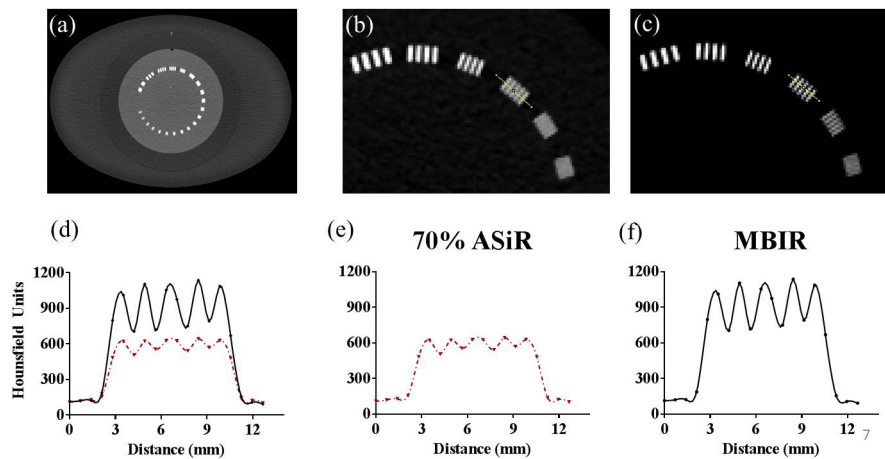 (a)
(b)
(c)
(d)
(e)
(f)
70% ASiR
MBIR
Hounsfield Units
1200
900
600
300
0
0 3 6 9 12
Distance (mm)
1200
900
600
300
0
0 3 6 9 12
Distance (mm)
1200
900
600
300
0
0 3 6 9 12
Distance (mm)
7